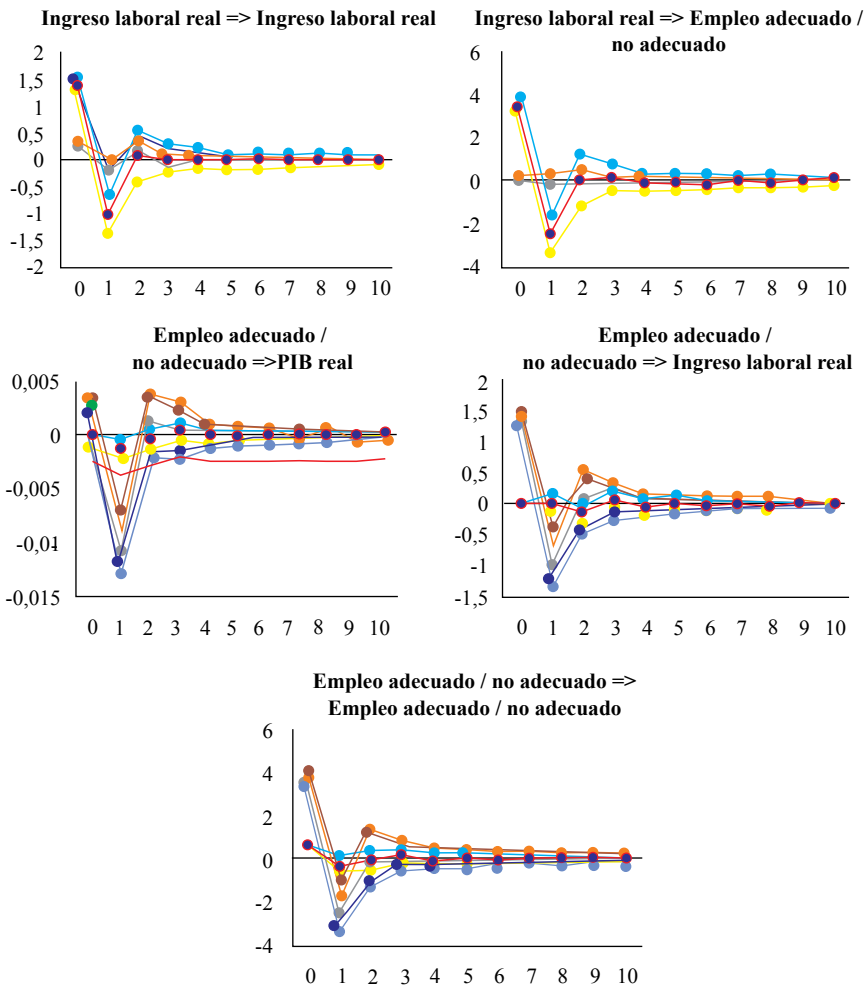 Ingreso laboral real => Ingreso laboral real
2
1,5
1
0,5
0
-0,5
-1
-1,5
-2
0 1 2 3 4 5 6 7 8 9 10
Ingreso laboral real => Empleo adecuado /
no adecuado
6
4
2
0
-2
-4
0 1 2 3 4 5 6 7 8 9 10
Empleo adecuado /
no adecuado =>PIB real
0,005
0
-0,005
-0,01
-0,015
0 1 2 3 4 5 6 7 8 9 10
Empleo adecuado /
no adecuado => Ingreso laboral real
2
1,5
1
0,5
0
-0,5
-1
-1,5
0 1 2 3 4 5 6 7 8 9 10
Empleo adecuado / no adecuado =>
Empleo adecuado / no adecuado
6
4
2
0
-2
-4
0 1 2 3 4 5 6 7 8 9 10